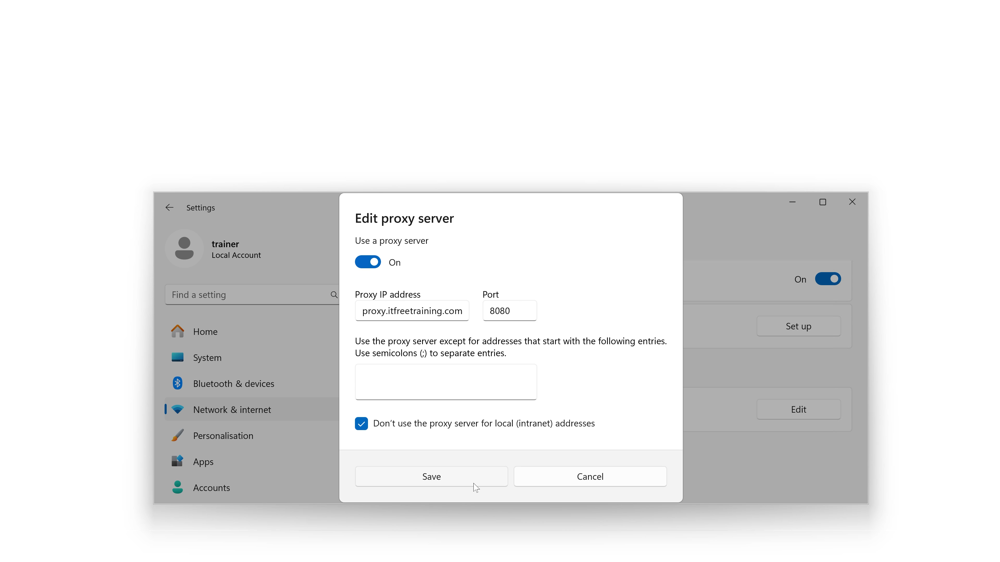 Settings
trainer
Local Account
Find a setting
Home
System
Bluetooth & devices
Network & internet
Personalisation
Apps
Accounts
Edit proxy server
Use a proxy server
On
Proxy IP address Port
proxy.itfreetraining.com 8080
Use the proxy server except for addresses that start with the following entries.
Use semicolons (;) to separate entries.
Don't use the proxy server for local (intranet) addresses
Save Cancel
On
Set up
Edit